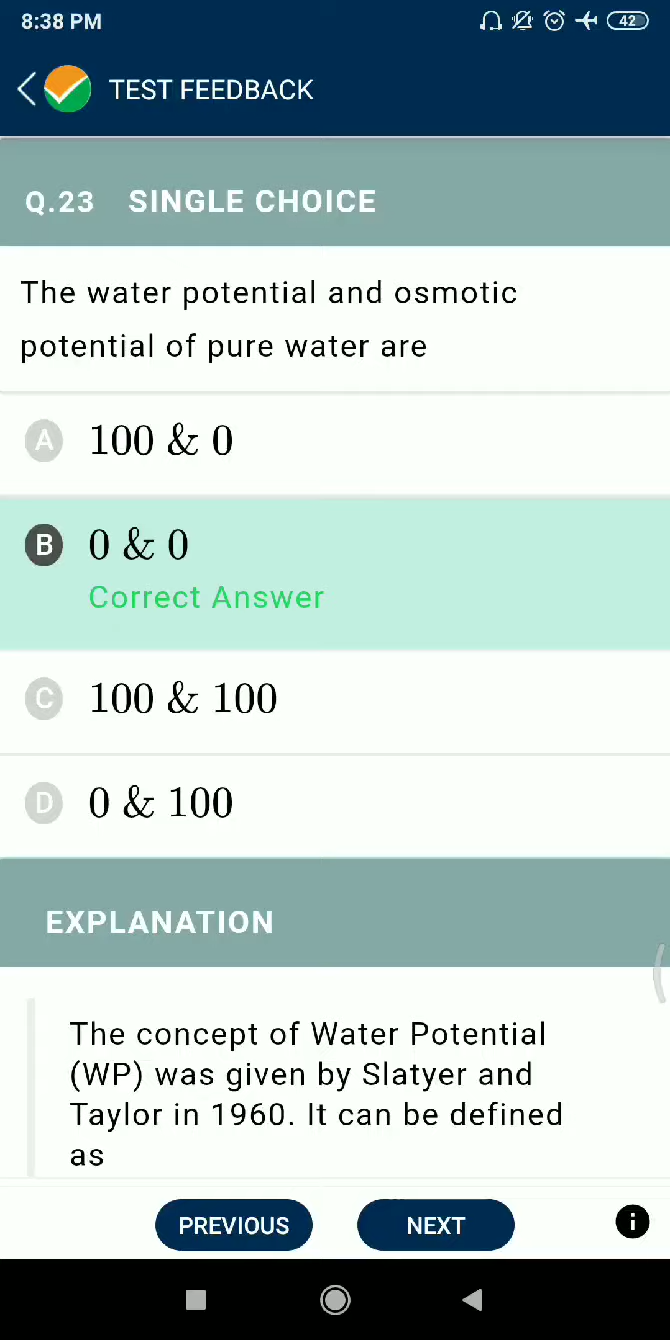 8:38 PM 42
TEST FEEDBACK
Q.23 SINGLE CHOICE
The water potential and osmotic
potential of pure water are
A 100 & 0
B 0 & 0
Correct Answer
C 100 & 100
D 0 & 100
EXPLANATION
The concept of Water Potential
(WP) was given by Slatyer and
Taylor in 1960. It can be defined
as
PREVIOUS NEXT i